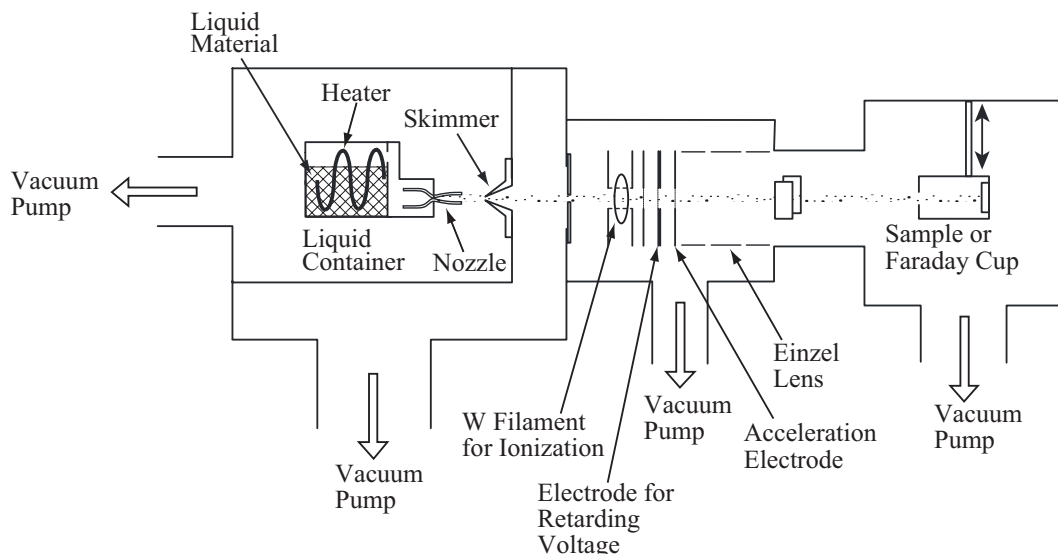 Liquid
Material
Heater
Skimmer
Vacuum
Pump
Liquid
Container
Nozzle
Sample or
Faraday Cup
Einzel
Lens
W Filament
for Ionization
Vacuum
Pump
Acceleration
Electrode
Vacuum
Pump
Vacuum
Pump
Electrode for
Retarding
Voltage